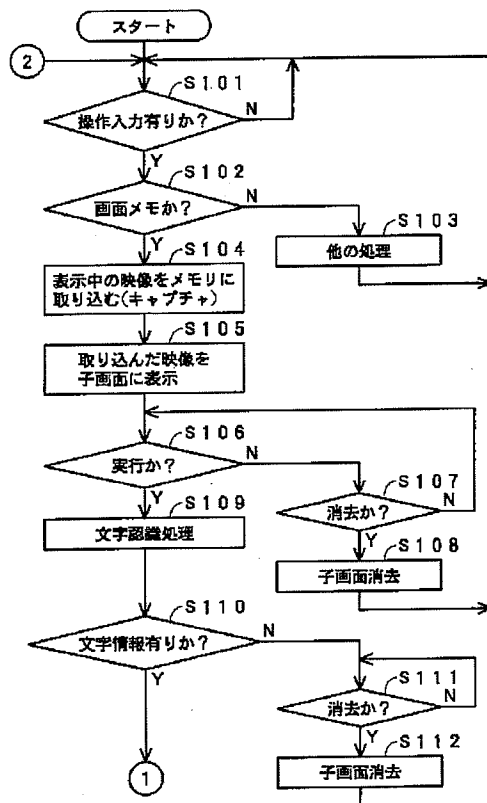 スタート
2
S101
操作入力有りか?
N
Y
S102
画面メモか?
N
Y
S103
他の処理
S104
表示中の映像をメモリに
取り込む(キャプチャ)
S105
取り込んだ映像を
子画面に表示
S106
実行か?
N
Y
S107
消去か?
N
Y
S109
文字認識処理
S108
子画面消去
S110
文字情報有りか?
N
Y
S111
消去か?
N
Y
S112
子画面消去
1